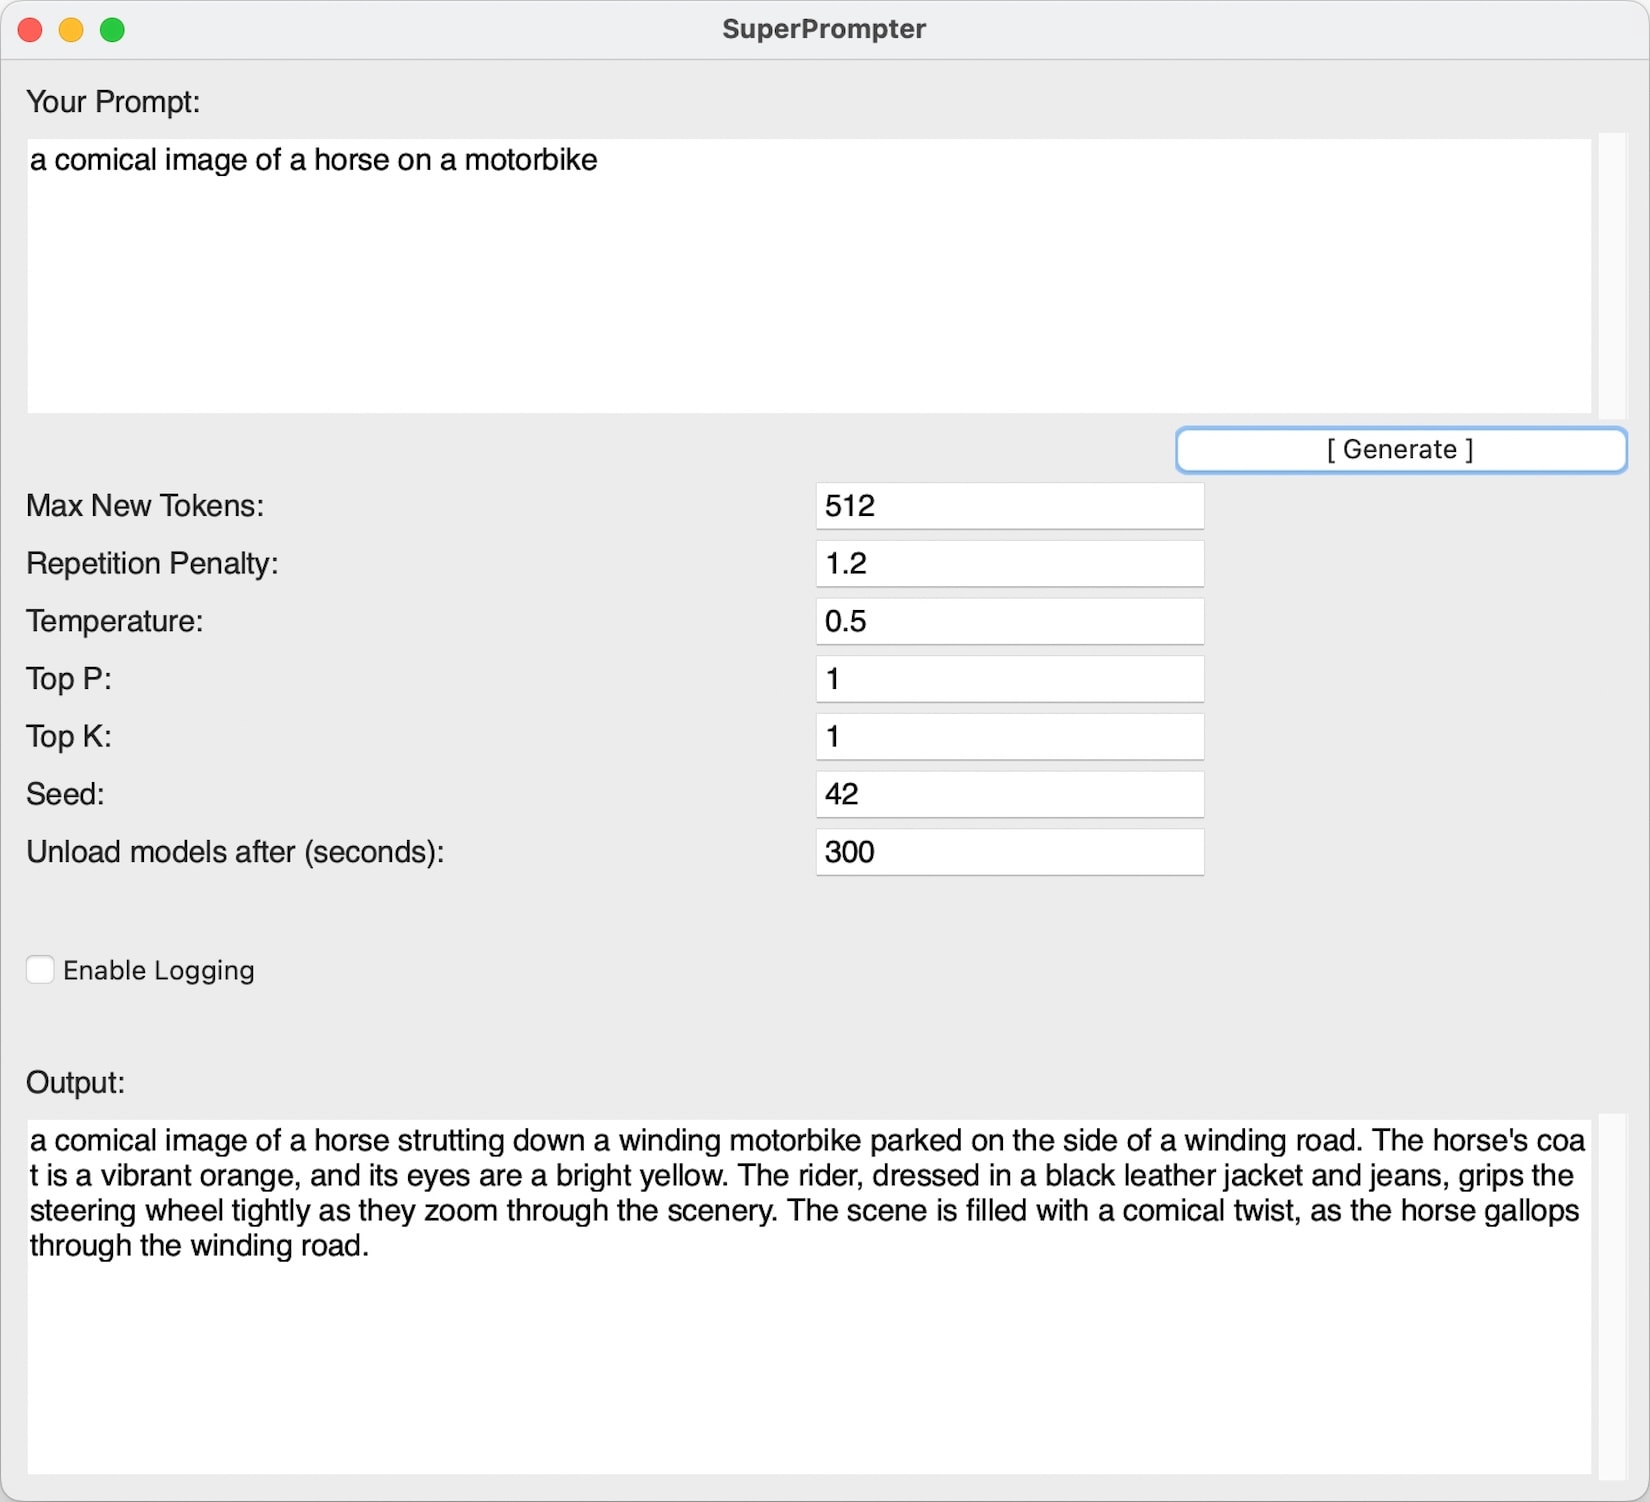 SuperPrompter
Your Prompt:
a comical image of a horse on a motorbike
[ Generate ]
Max New Tokens: 512
Repetition Penalty: 1.2
Temperature: 0.5
Top P: 1
Top K: 1
Seed: 42
Unload models after (seconds): 300
Enable Logging
Output:
a comical image of a horse strutting down a winding motorbike parked on the side of a winding road. The horse's coa
t is a vibrant orange, and its eyes are a bright yellow. The rider, dressed in a black leather jacket and jeans, grips the
steering wheel tightly as they zoom through the scenery. The scene is filled with a comical twist, as the horse gallops
through the winding road.